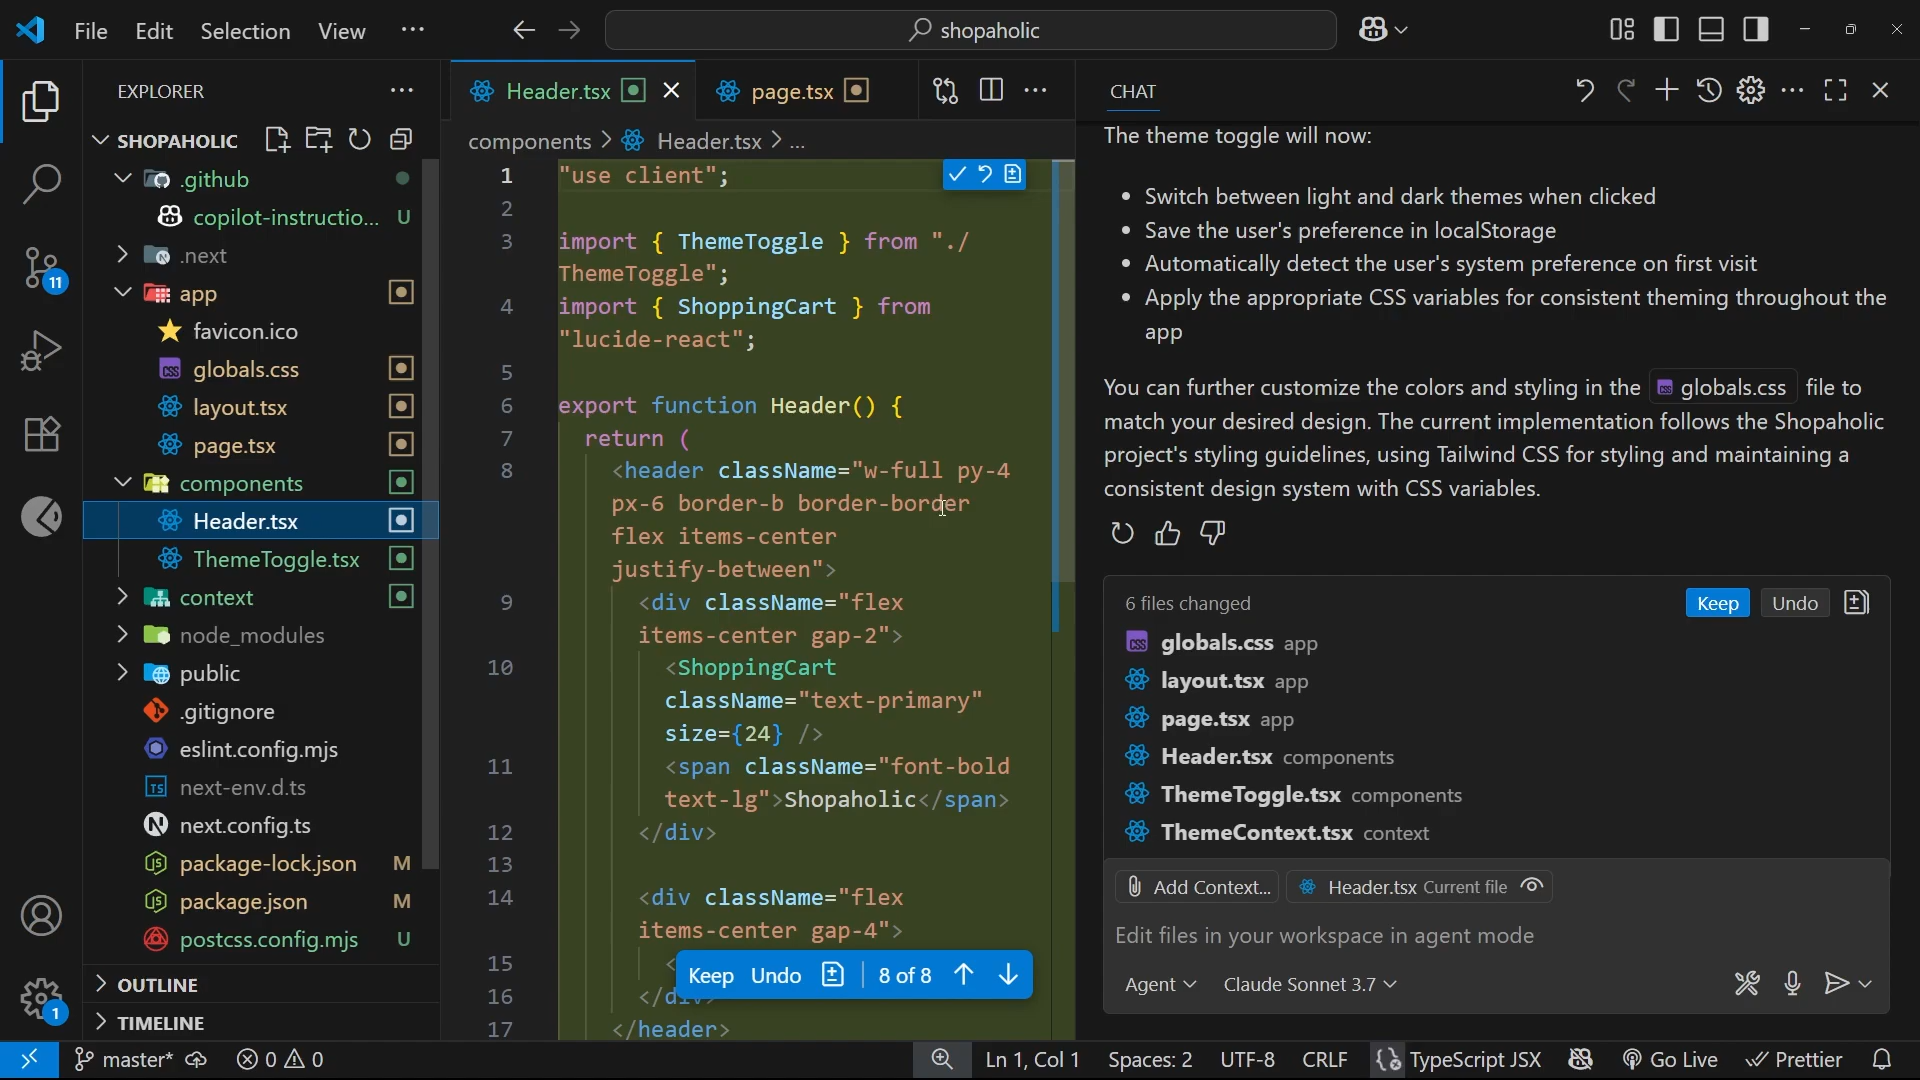 File Edit Selection View ···
shopaholic
EXPLORER
SHOPAHOLIC
.github
copilot-instructio... U
.next
app
favicon.ico
globals.css
layout.tsx
page.tsx
components
Header.tsx
ThemeToggle.tsx
context
node_modules
public
.gitignore
eslint.config.mjs
next-env.d.ts
next.config.ts
package-lock.json M
package.json M
postcss.config.mjs U
OUTLINE
TIMELINE
11
1
Header.tsx page.tsx
components > Header.tsx > ...
1 "use client";
2
3 import { ThemeToggle } from "./
ThemeToggle";
4 import { ShoppingCart } from
"lucide-react";
5
6 export function Header() {
7 return (
8 <header className="w-full py-4
px-6 border-b border-border
flex items-center
justify-between">
9 <div className="flex
items-center gap-2">
10 <ShoppingCart
className="text-primary"
size={24} />
11 <span className="font-bold
text-lg">Shopaholic</span>
12 </div>
13
14 <div className="flex
items-center gap-4">
15 <
16 </div>
17 </header>
Keep Undo 8 of 8
CHAT
The theme toggle will now:
• Switch between light and dark themes when clicked
• Save the user's preference in localStorage
• Automatically detect the user's system preference on first visit
• Apply the appropriate CSS variables for consistent theming throughout the
app
You can further customize the colors and styling in the globals.css file to
match your desired design. The current implementation follows the Shopaholic
project's styling guidelines, using Tailwind CSS for styling and maintaining a
consistent design system with CSS variables.
6 files changed Keep Undo
globals.css app
layout.tsx app
page.tsx app
Header.tsx components
ThemeToggle.tsx components
ThemeContext.tsx context
Add Context... Header.tsx Current file
Edit files in your workspace in agent mode
Agent Claude Sonnet 3.7
master* 0 0 Ln 1, Col 1 Spaces: 2 UTF-8 CRLF TypeScript JSX Go Live Prettier